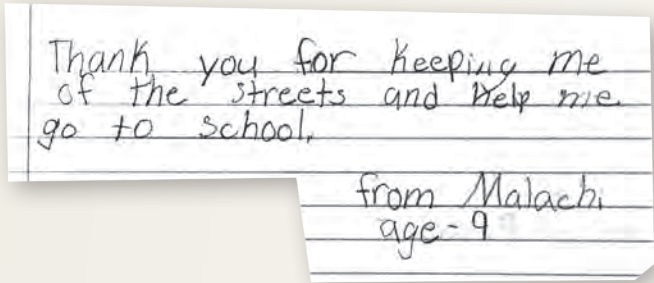 Thank you for keeping me
of the streets and help me
go to school.
from Malachi
age-9